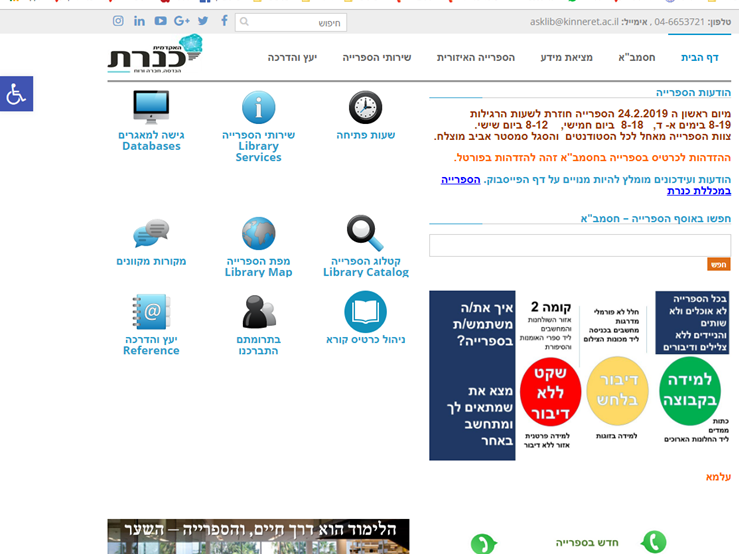 טלפון: 04-6653721 , אימייל: asklib@kinneret.ac.il
חיפוש
האקדמית
כנרת
הנדסה, חברה ורוח
דף הבית
חסמב"א
מציאת מידע
הספרייה האיזורית
שירותי הספרייה
יעץ והדרכה
הודעות הספרייה
מיום ראשון ה 24.2.2019 הספרייה חוזרת לשעות הרגילות
8-19 בימים א- ד, 8-18 ביום חמישי, 8-12 ביום שישי.
צוות הספרייה מאחל לכל הסטודנטים והסגל סמסטר אביב מוצלח.
ההזדהות לכרטיס בספרייה בחסמב"א זהה להזדהות בפורטל.
הודעות ועידכונים מומלץ להיות מנויים על דף הפייסבוק. הספרייה
במכללת כנרת
חפשו באוסף הספרייה – חסמב"א
חפש
שעות פתיחה
שירותי הספרייה
Library
Services
גישה למאגרים
Databases
קטלוג הספרייה
Library Catalog
מפת הספרייה
Library Map
מקורות מקוונים
ניהול כרטיס קורא
בתרומתם
התברכנו
יעץ והדרכה
Reference
בכל הספרייה
לא אוכלים ולא
שותים
והניידים ללא
צלילים ודיבורים
חלל לא פורמלי
מדרגות
מחשבים בכניסה
ליד מכונות הצילום
קומה 2
אזור השולחנות
והמחשבים
ליד ספרי האומנות
והסיפורת
איך את/ה
משתמש/ת
בספרייה?
למידה
בקבוצה
דיבור
בלחש
שקט
ללא
דיבור
מצא את
שמתאים לך
ומתחשב
באחר
כתות
ממדים
ליד החלונות הארוכים
למידה בזוגות
למידה פרטנית
אזור ללא דיבור
עלמא
הלימוד הוא דרך חיים, והספרייה – השער
חדש בספרייה